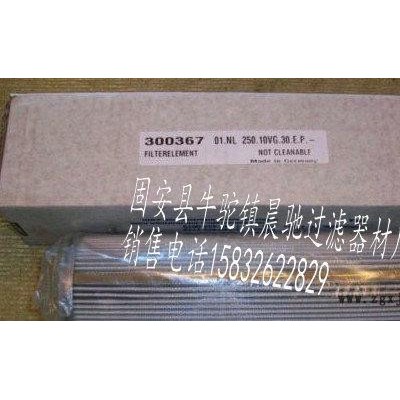 300367 01.NL 250.10VG.30.E.P.-
FILTERELEMENT NOT CLEANABLE
Made in Germany
固安县牛驼镇晨驰过滤器材厂
销售电话15832622829